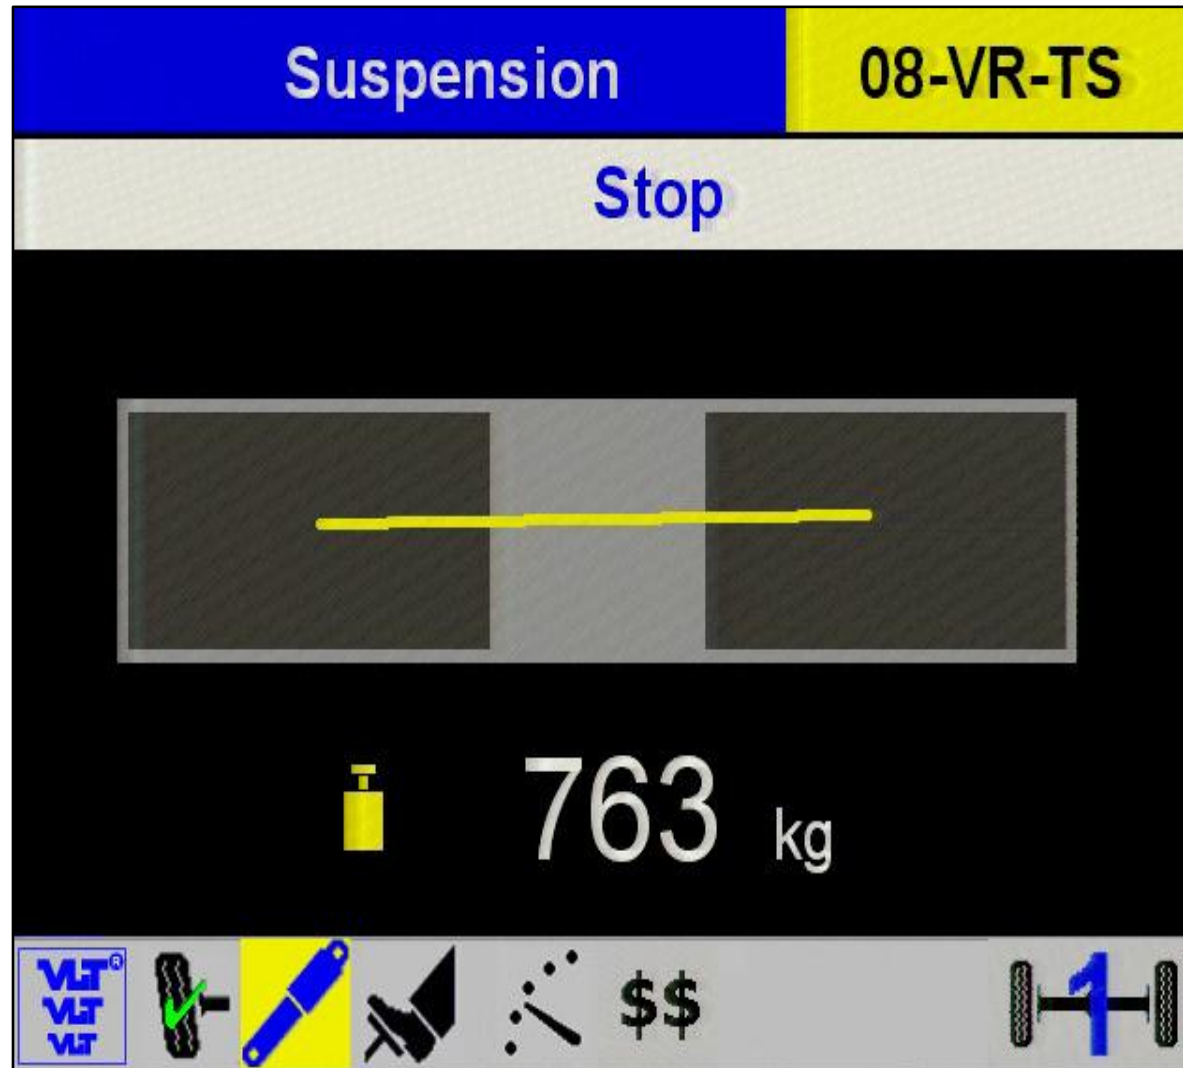 Suspension
08-VR-TS
Stop
763 kg
VLT®
VLT
VLT
$$
1